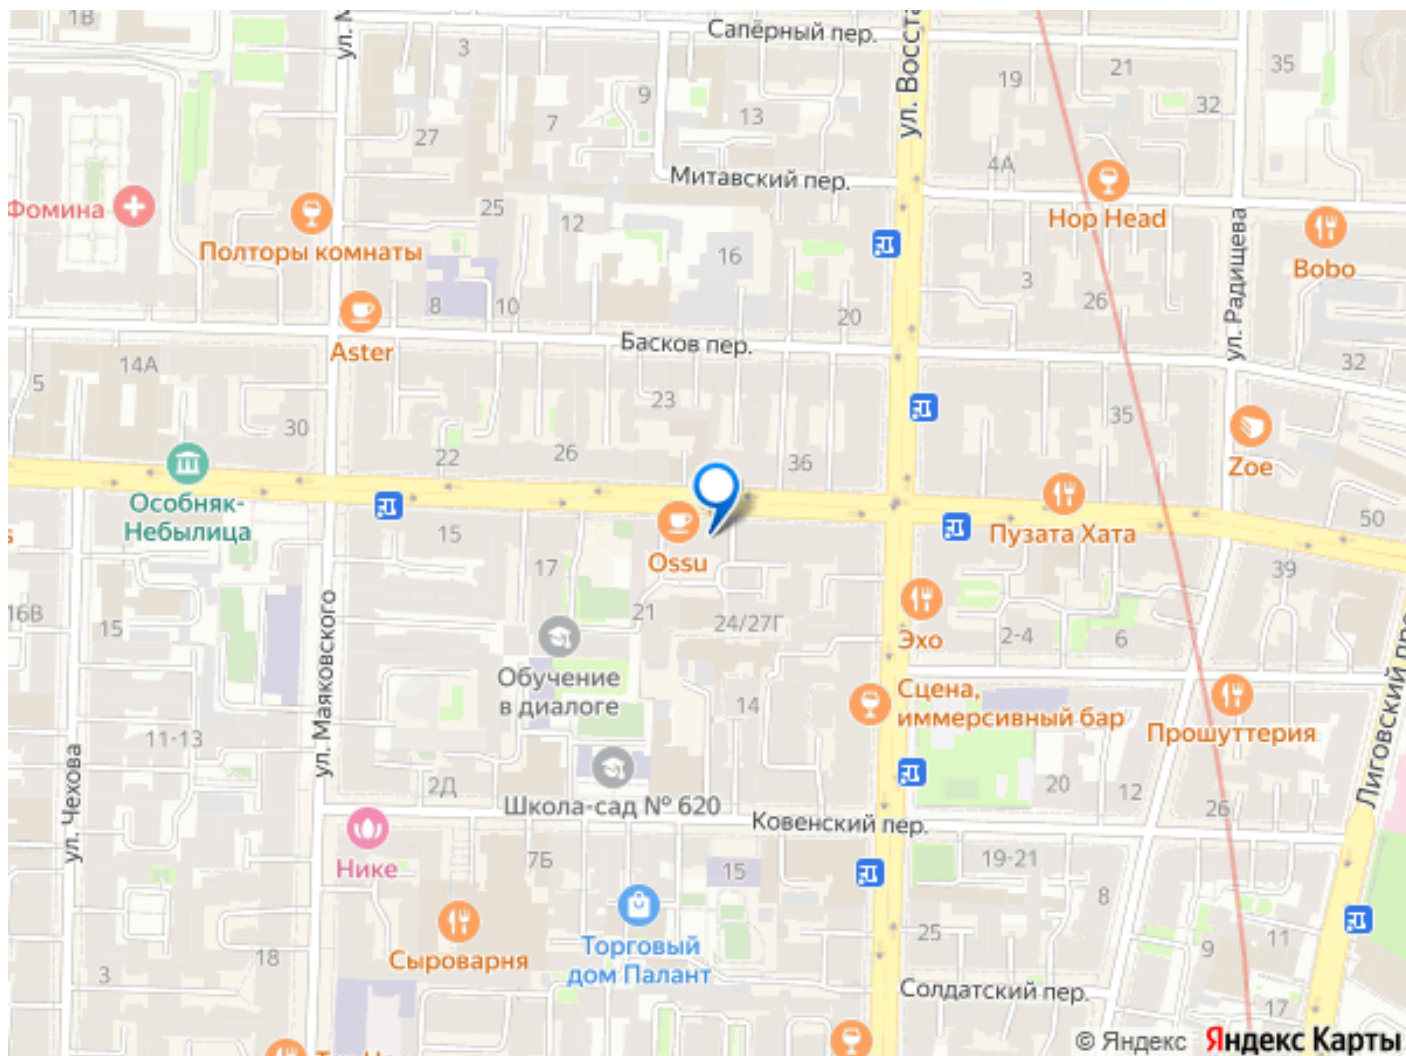 1В
ул. М
Сапёрный пер.
ул. Восста
3
9
7
13
27
19
21
32
35
Митавский пер.
4А
Фомина
Полторы комнаты
25
12
16
Hop Head
Bobo
ул. Радищева
8
10
20
3
26
Aster
Басков пер.
14А
5
23
35
32
30
22
26
36
Zoe
Особняк-
Небылица
15
Ossu
Пузата Хата
50
s
17
39
16В
15
ул. Маяковского
21
24/27Г
Эхо
2-4
6
Обучение
в диалоге
14
Сцена,
иммерсивный бар
Прошуттерия
Лиговский про
11-13
ул. Чехова
2Д
Школа-сад № 620
20
12
26
Ковенский пер.
Нике
7Б
15
19-21
8
Сыроварня
Торговый
дом Палант
25
9
11
18
3
Солдатский пер.
17
© Яндекс Яндекс Карты